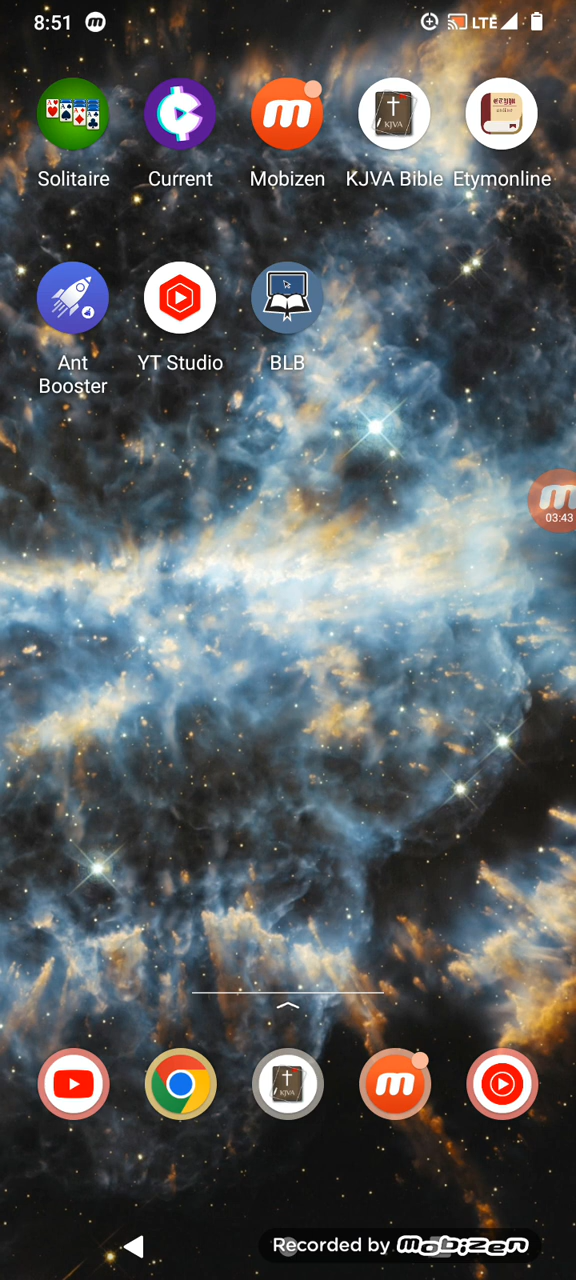 8:51 m LTE
Solitaire Current Mobizen KJVA Bible Etymonline
Ant Booster YT Studio BLB
03:43
KJVA
Recorded by mobizen